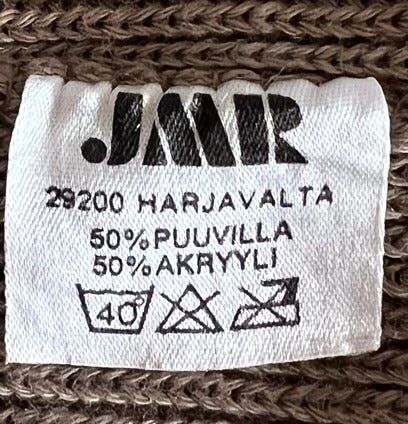 JMR
29200 HARJAVALTA
50% PUUVILLA
50% AKRYYLI
40°